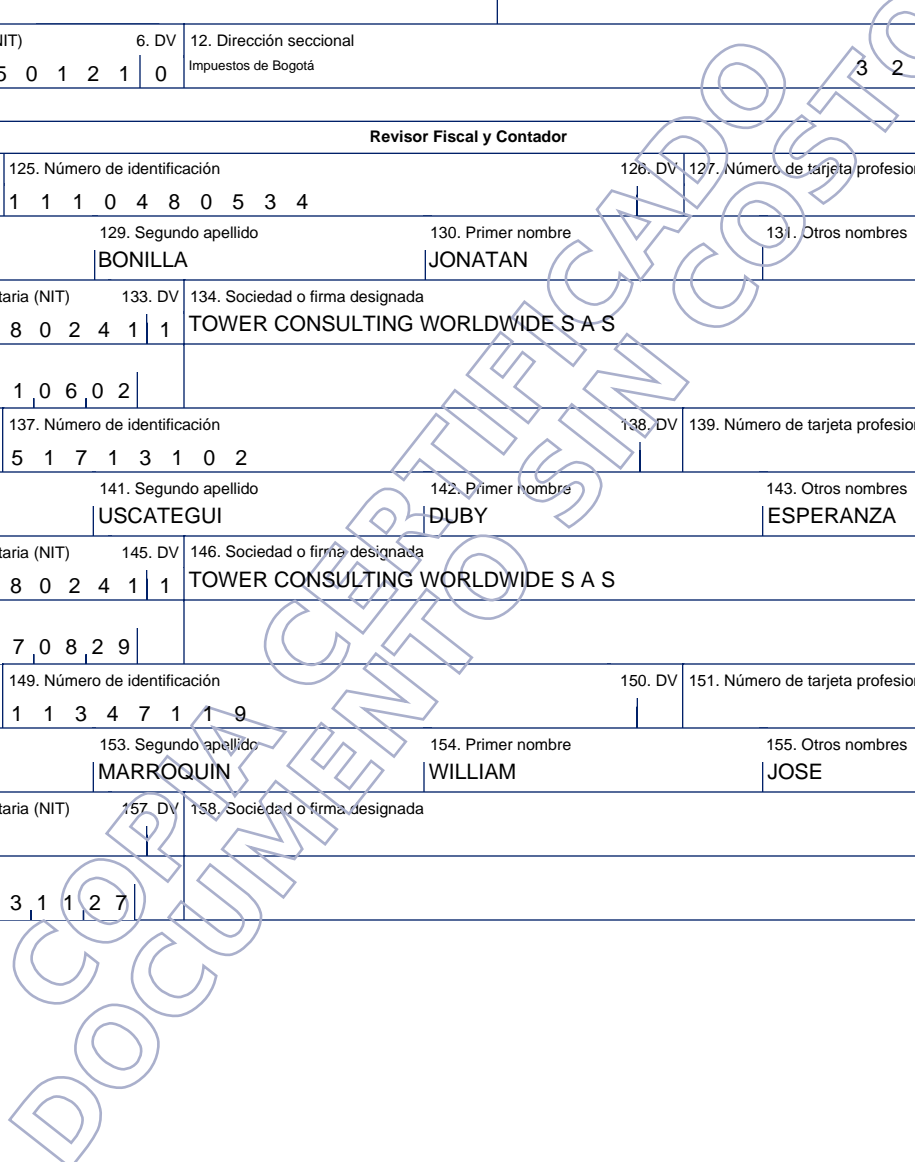 NIT) 6. DV 12. Dirección seccional
5 0 1 2 1 0 Impuestos de Bogotá 3 2
Revisor Fiscal y Contador
125. Número de identificación 126. DV 127. Número de tarjeta profesion
1 1 1 0 4 8 0 5 3 4
129. Segundo apellido 130. Primer nombre 131. Otros nombres
BONILLA JONATAN
taria (NIT) 133. DV 134. Sociedad o firma designada
8 0 2 4 1 1 TOWER CONSULTING WORLDWIDE S A S
1 0 6 0 2
137. Número de identificación 138. DV 139. Número de tarjeta profesion
5 1 7 1 3 1 0 2
141. Segundo apellido 142. Primer nombre 143. Otros nombres
USCATEGUI DUBY ESPERANZA
taria (NIT) 145. DV 146. Sociedad o firma designada
8 0 2 4 1 1 TOWER CONSULTING WORLDWIDE S A S
7 0 8 2 9
149. Número de identificación 150. DV 151. Número de tarjeta profesion
1 1 3 4 7 1 1 9
153. Segundo apellido 154. Primer nombre 155. Otros nombres
MARROQUIN WILLIAM JOSE
taria (NIT) 157. DV 158. Sociedad o firma designada
3 1 1 2 7
COPIA CERTIFICADO
DOCUMENTO SIN COSTO